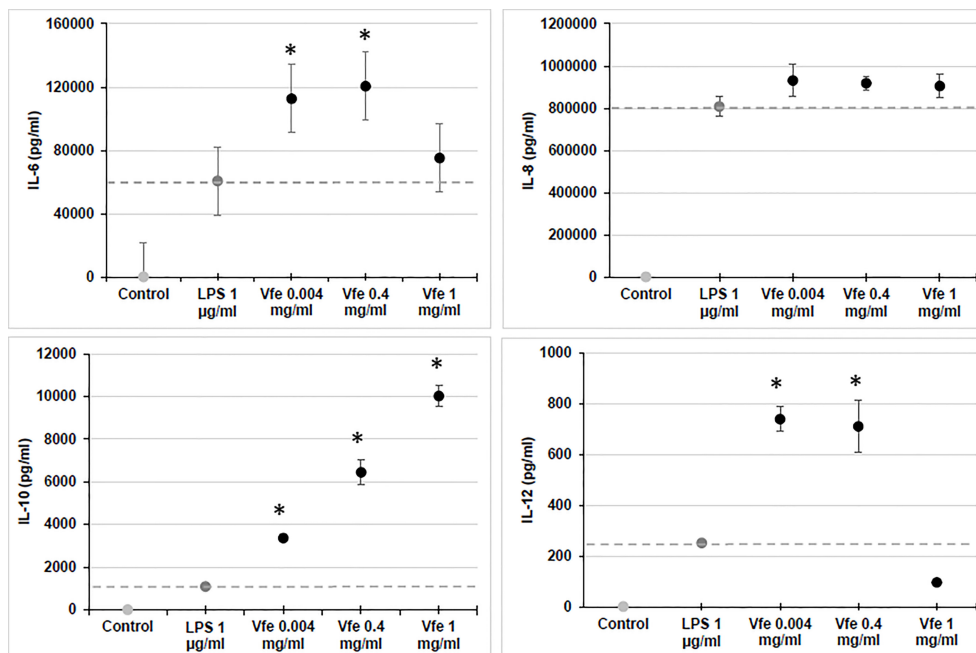 IL-6 (pg/ml)
160000
120000
80000
40000
0
*
*
Control
LPS 1
µg/ml
Vfe 0.004
mg/ml
Vfe 0.4
mg/ml
Vfe 1
mg/ml
IL-8 (pg/ml)
1200000
1000000
800000
600000
400000
200000
0
Control
LPS 1
µg/ml
Vfe 0.004
mg/ml
Vfe 0.4
mg/ml
Vfe 1
mg/ml
IL-10 (pg/ml)
12000
10000
8000
6000
4000
2000
0
*
*
*
Control
LPS 1
µg/ml
Vfe 0.004
mg/ml
Vfe 0.4
mg/ml
Vfe 1
mg/ml
IL-12 (pg/ml)
1000
800
600
400
200
0
*
*
Control
LPS 1
µg/ml
Vfe 0.004
mg/ml
Vfe 0.4
mg/ml
Vfe 1
mg/ml